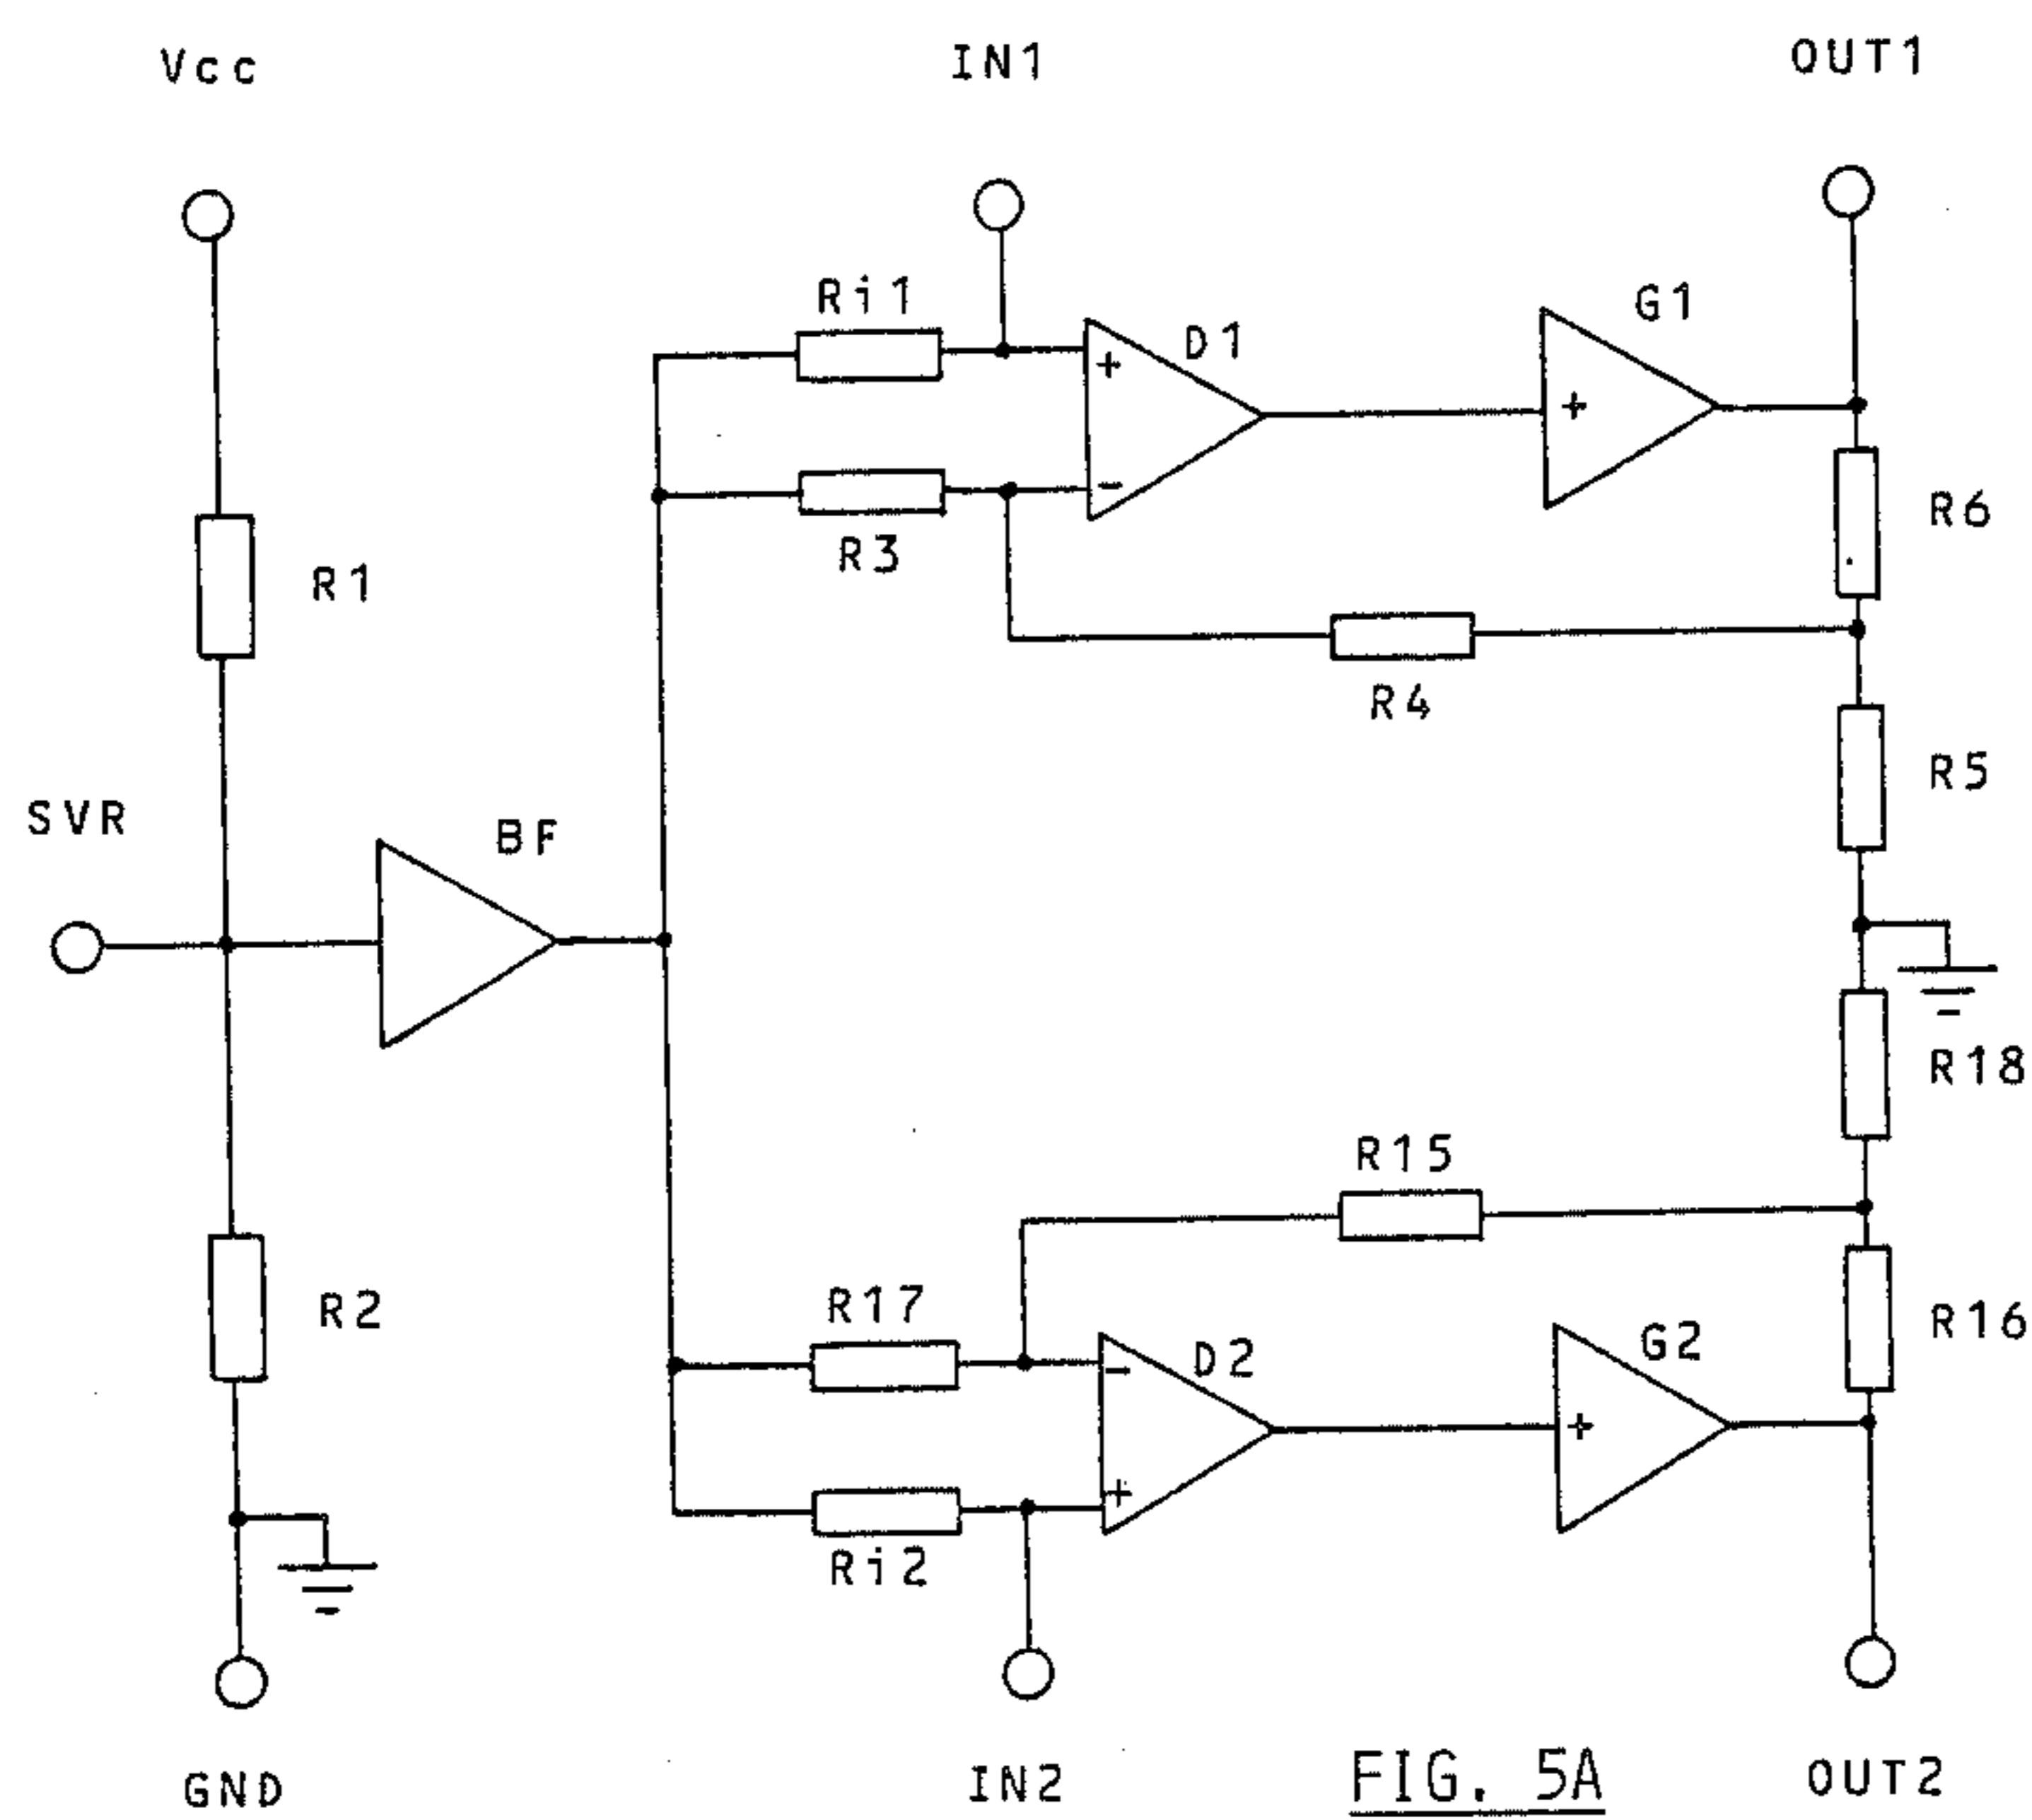 Vcc
IN1
OUT1
Ri1
D1
G1
+
-
+
R3
R6
R1
R4
R5
SVR
BF
R18
R15
R17
D2
G2
R16
R2
-
+
+
Ri2
GND
IN2
FIG. 5A
OUT2